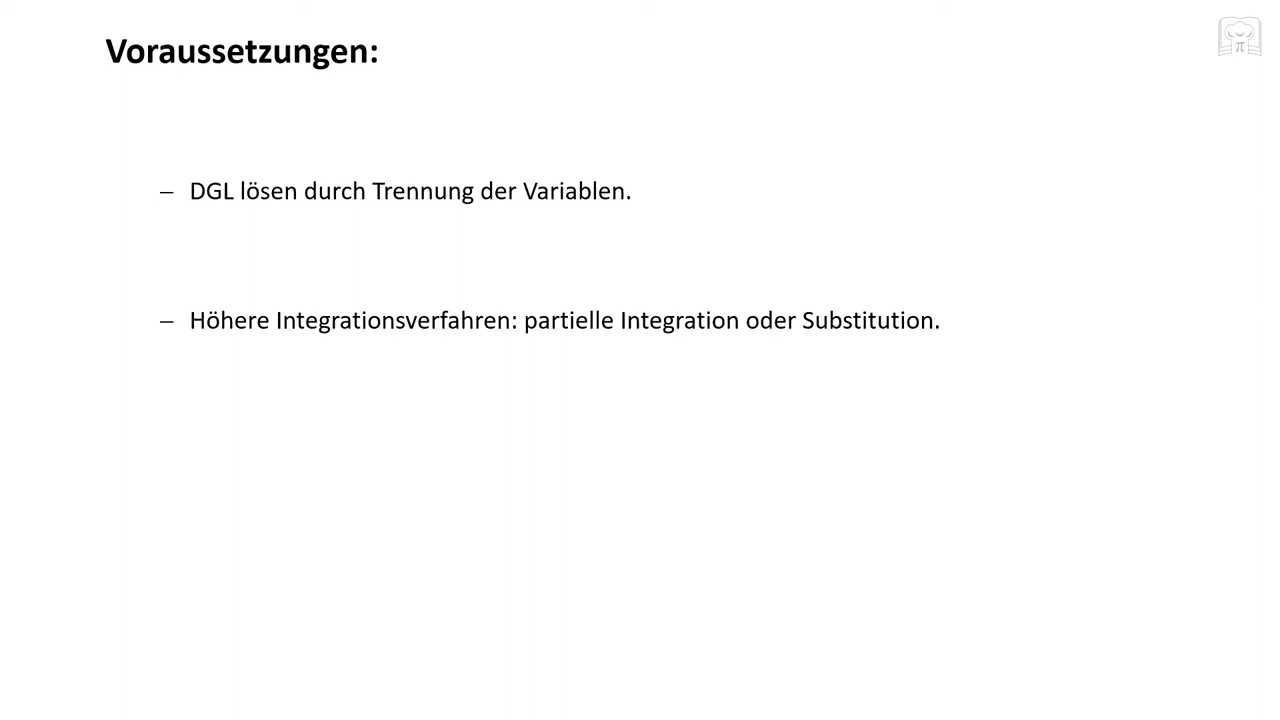 Voraussetzungen:
– DGL lösen durch Trennung der Variablen.
– Höhere Integrationsverfahren: partielle Integration oder Substitution.
π